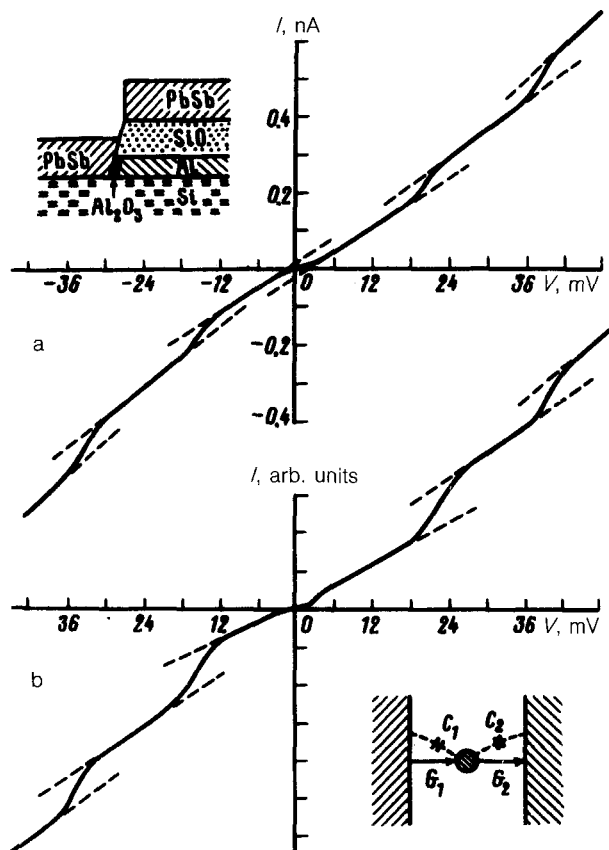 I, nA
PbSb
SiO
PbSb
Al
Si
Al₂O₃
0,4
0,2
-36 -24 -12 0 12 24 36 V, mV
a
-0,2
-0,4
I, arb. units
36 24 12 0 12 24 36 V, mV
b
C₁ C₂
G₁ G₂